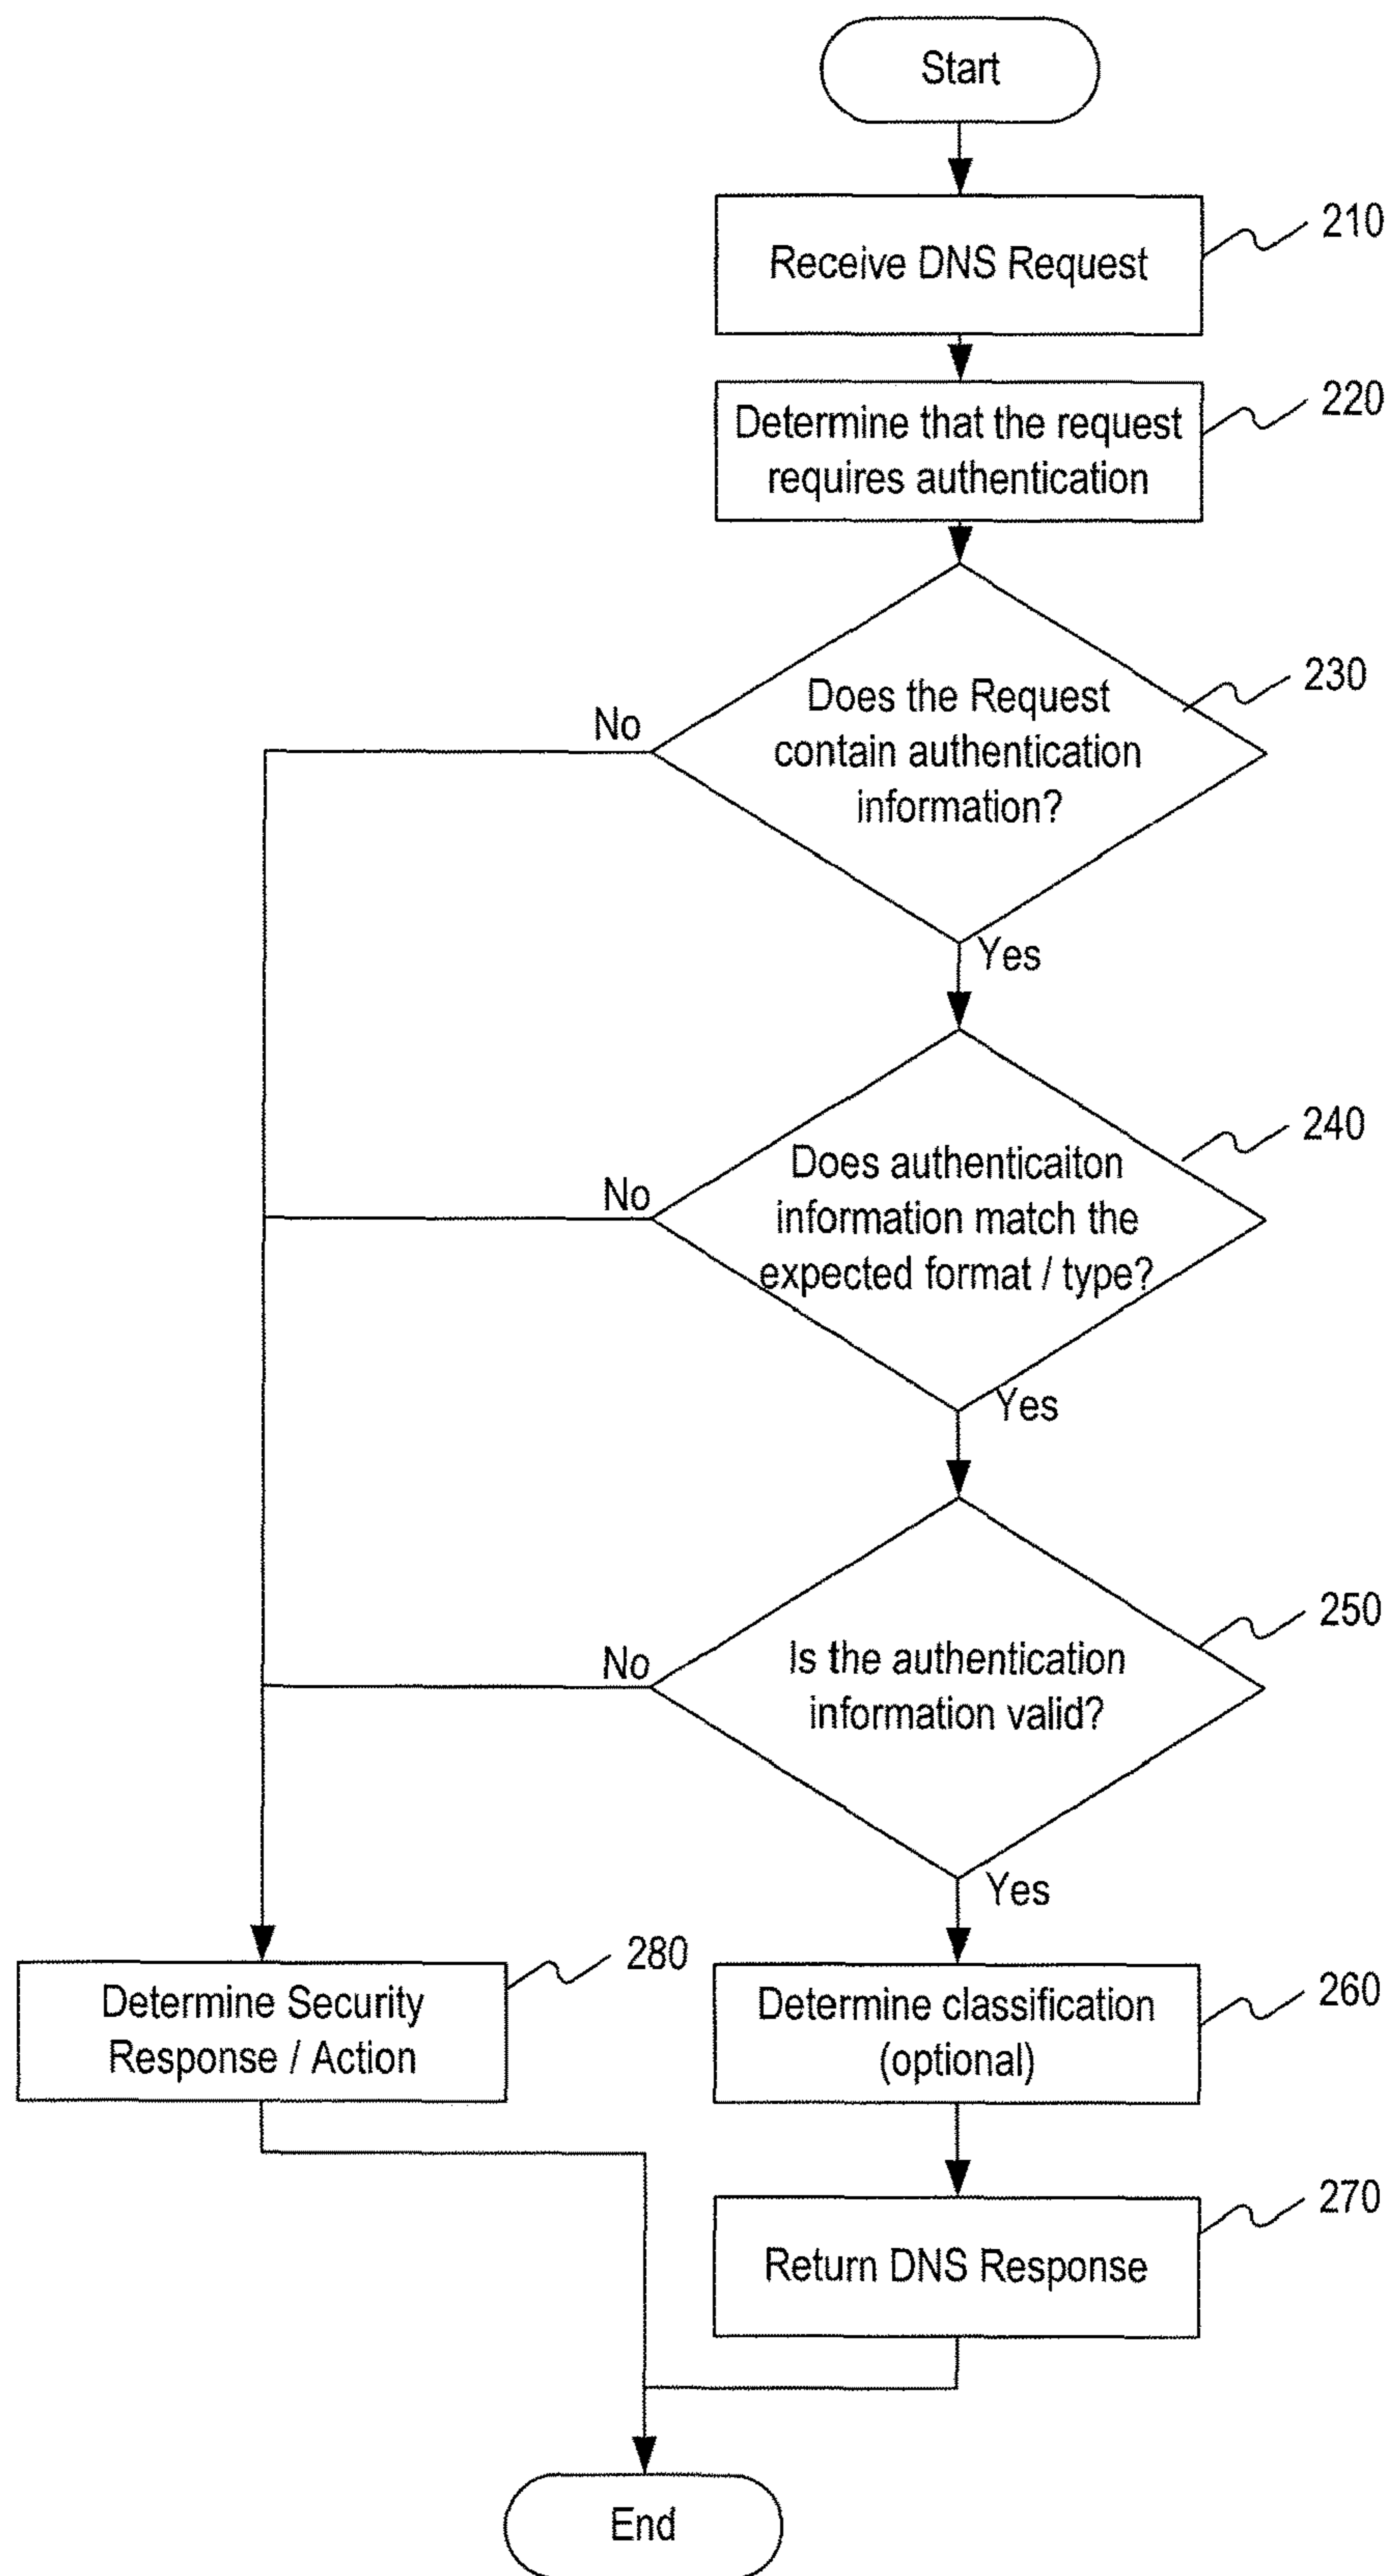 Start
Receive DNS Request
210
Determine that the request
requires authentication
220
Does the Request
contain authentication
information?
230
No
Yes
Does authenticaiton
information match the
expected format / type?
240
No
Yes
Is the authentication
information valid?
250
No
Yes
Determine Security
Response / Action
280
Determine classification
(optional)
260
Return DNS Response
270
End